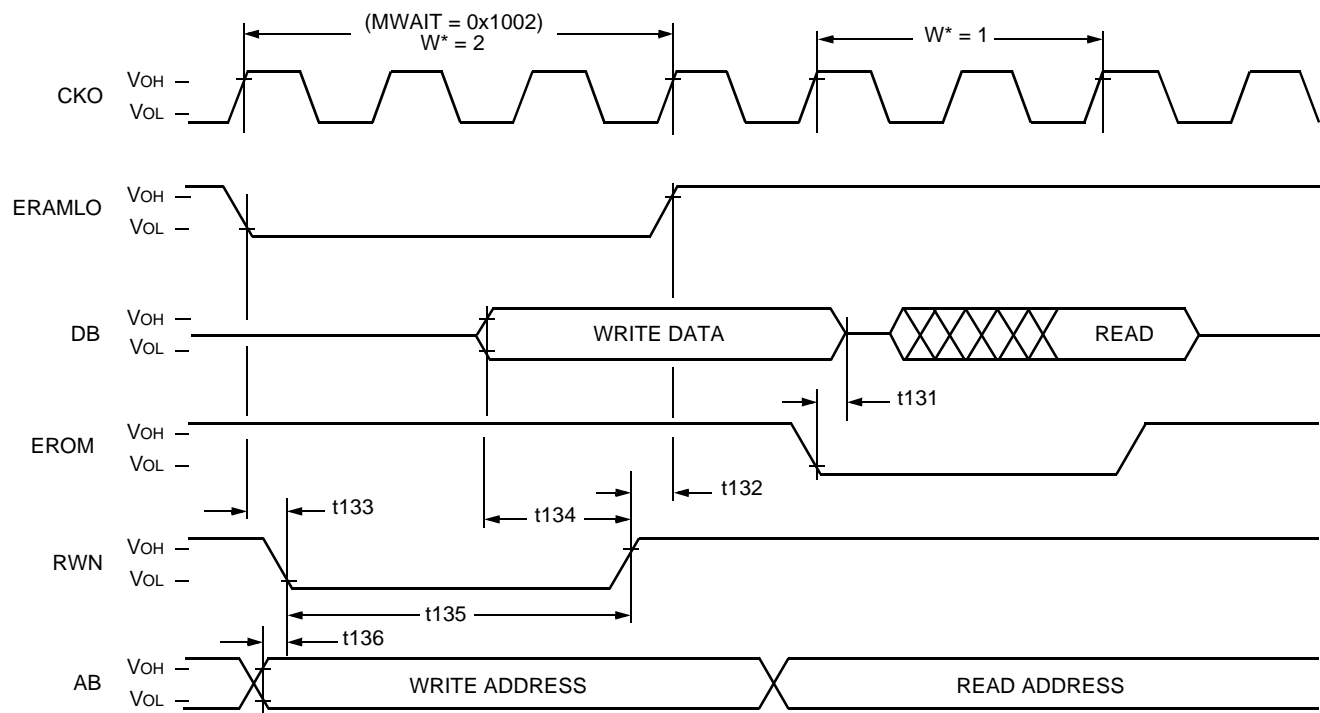 (MWAIT = 0x1002)
W* = 2
W* = 1
CKO
VOH
VOL
ERAMLO
VOH
VOL
DB
VOH
VOL
WRITE DATA
READ
t131
EROM
VOH
VOL
t132
t133
t134
RWN
VOH
VOL
t135
t136
AB
VOH
VOL
WRITE ADDRESS
READ ADDRESS